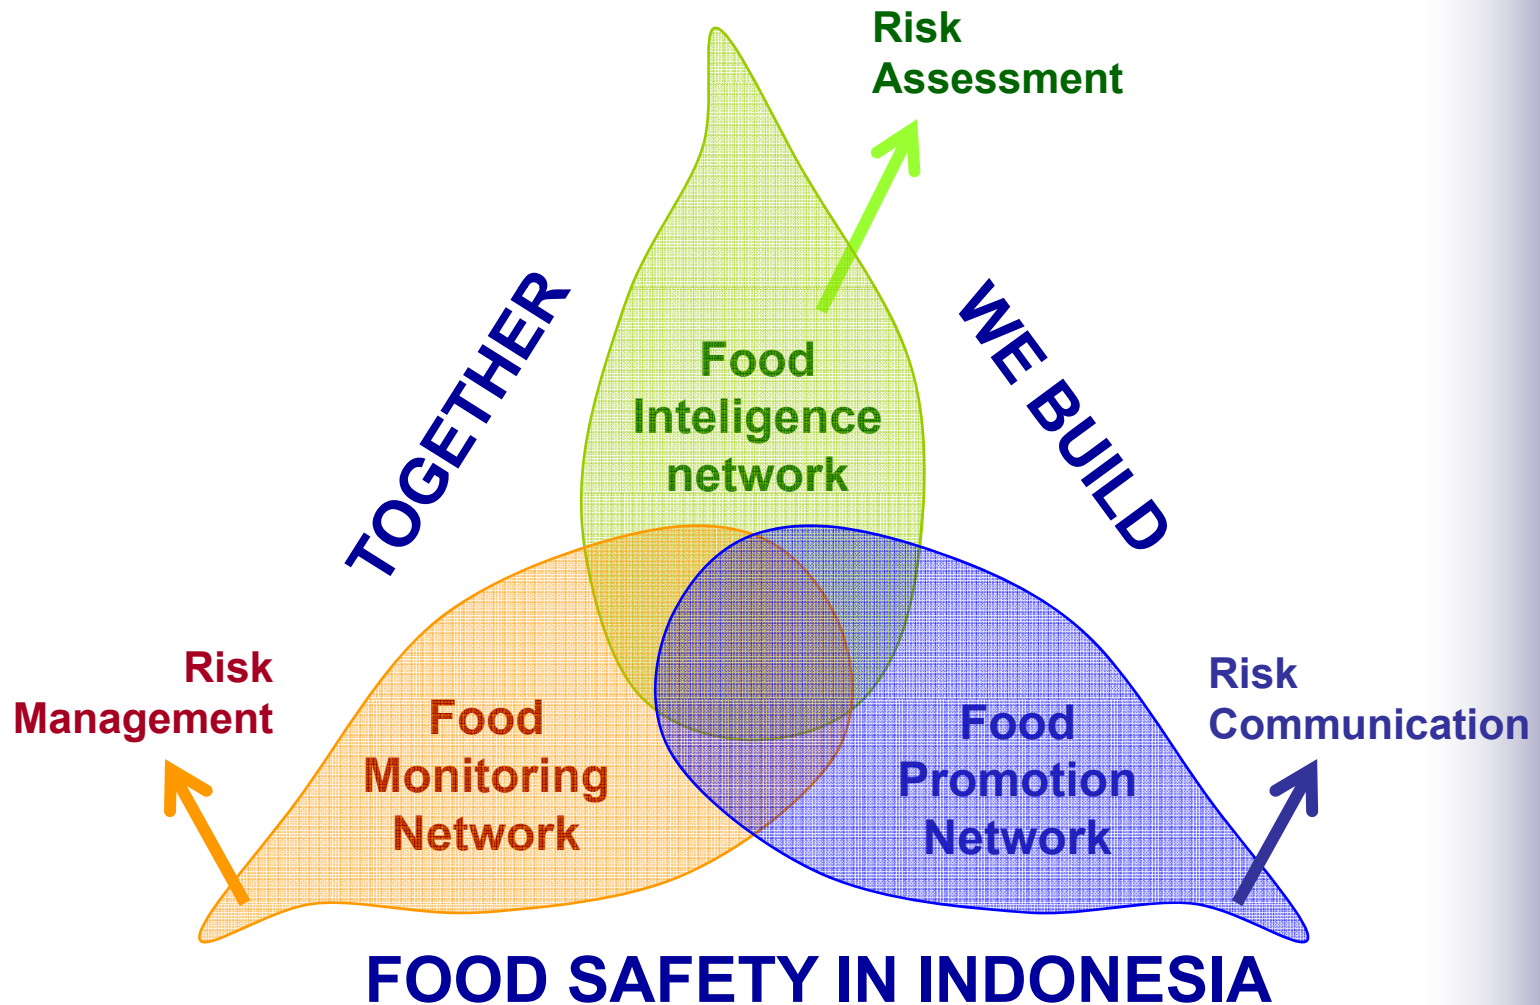 Risk
Assessment
TOGETHER
WE BUILD
Food
Inteligence
network
Risk
Management
Food
Monitoring
Network
Food
Promotion
Network
Risk
Communication
FOOD SAFETY IN INDONESIA